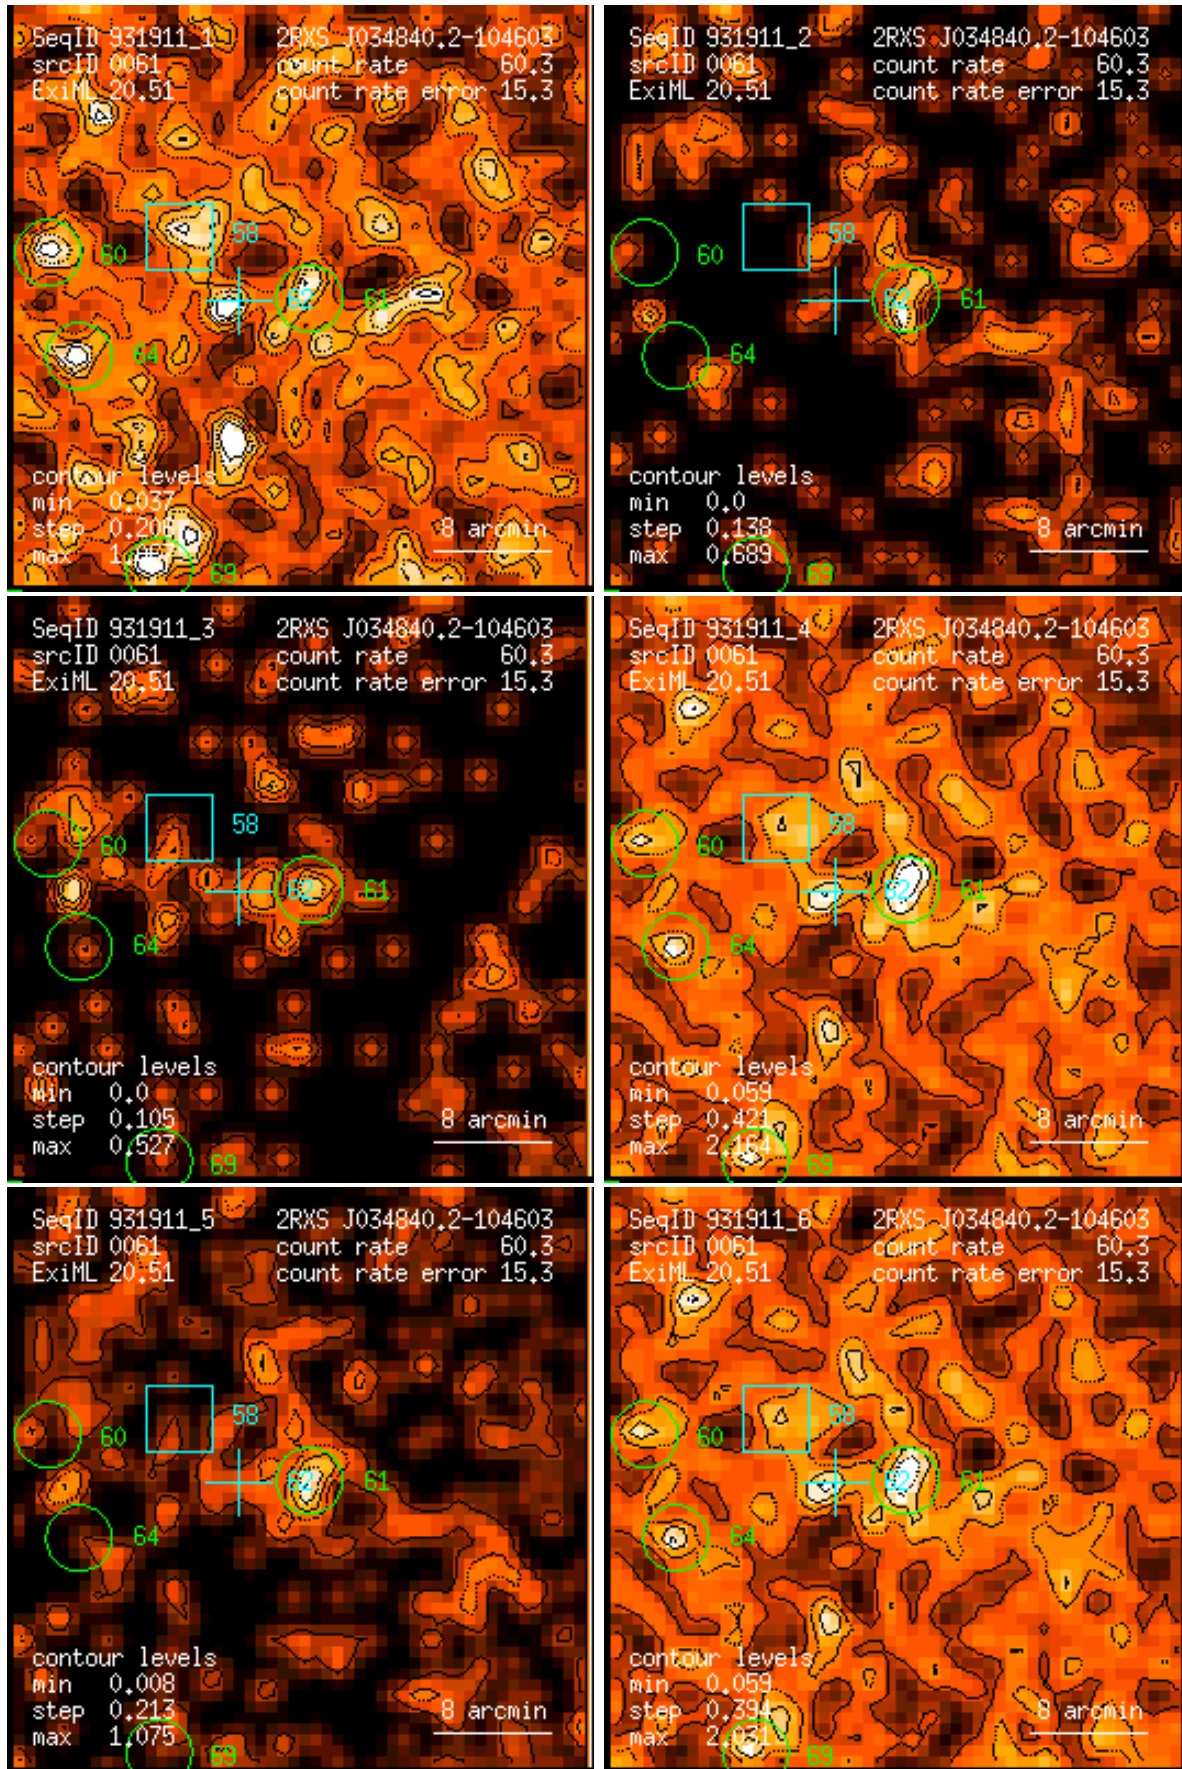 SeqID 931911_1 2RXS J034840.2-104603
srcID 0061 count rate 60.3
ExiML 20.51 count rate error 15.3
58
60
62 61
64
contour levels
min 0.037
step 0.206
8 arcmin
max 1.067
69
SeqID 931911_2 2RXS J034840.2-104603
srcID 0061 count rate 60.3
ExiML 20.51 count rate error 15.3
58
60
62 61
64
contour levels
min 0.0
step 0.138
8 arcmin
max 0.689
69
SeqID 931911_3 2RXS J034840.2-104603
srcID 0061 count rate 60.3
ExiML 20.51 count rate error 15.3
58
60
62 61
64
contour levels
min 0.0
step 0.105
8 arcmin
max 0.527
69
SeqID 931911_4 2RXS J034840.2-104603
srcID 0061 count rate 60.3
ExiML 20.51 count rate error 15.3
58
60
62 61
64
contour levels
min 0.059
step 0.421
8 arcmin
max 2.164
69
SeqID 931911_5 2RXS J034840.2-104603
srcID 0061 count rate 60.3
ExiML 20.51 count rate error 15.3
58
60
62 61
64
contour levels
min 0.008
step 0.213
8 arcmin
max 1.075
69
SeqID 931911_6 2RXS J034840.2-104603
srcID 0061 count rate 60.3
ExiML 20.51 count rate error 15.3
58
60
62 61
64
contour levels
min 0.059
step 0.394
8 arcmin
max 2.031
69